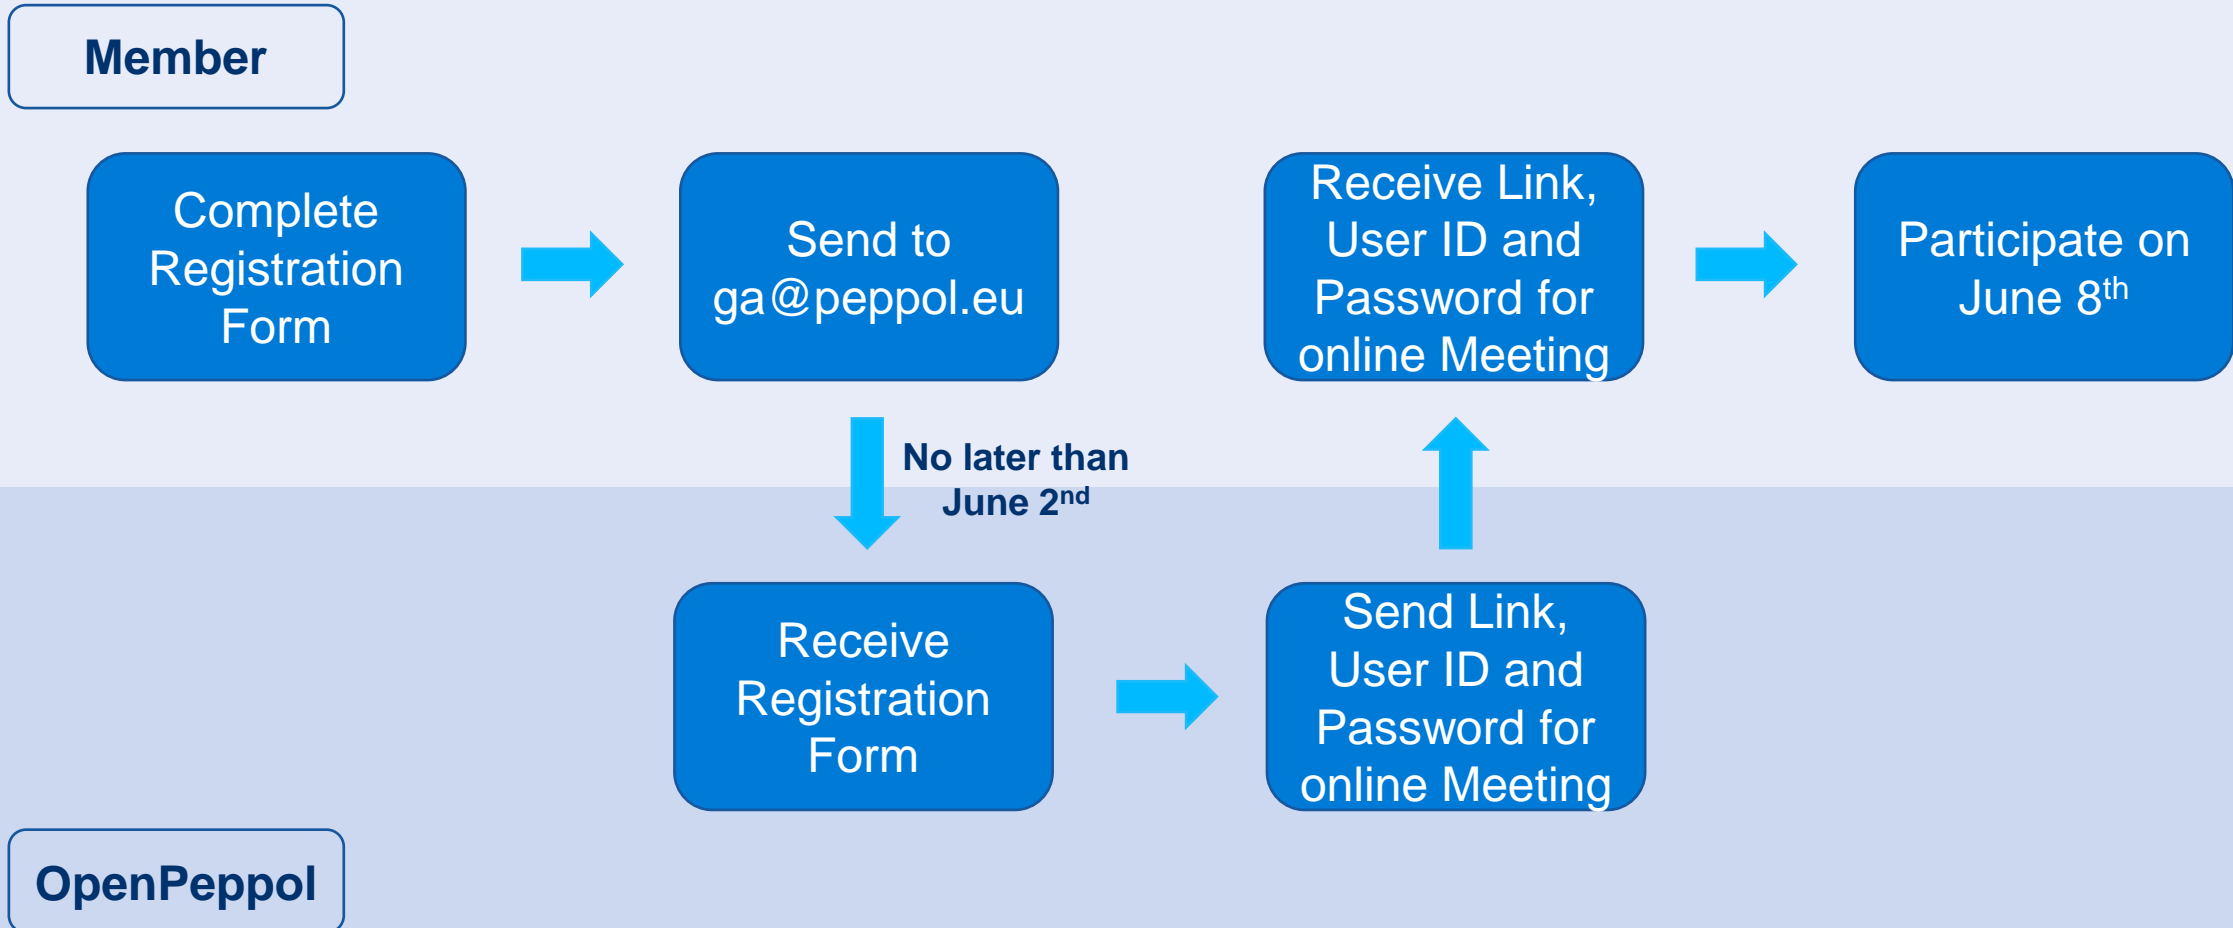 Member
Complete
Registration
Form
Send to
ga@peppol.eu
Receive Link,
User ID and
Password for
online Meeting
Participate on
June 8th
No later than
June 2nd
Receive
Registration
Form
Send Link,
User ID and
Password for
online Meeting
OpenPeppol